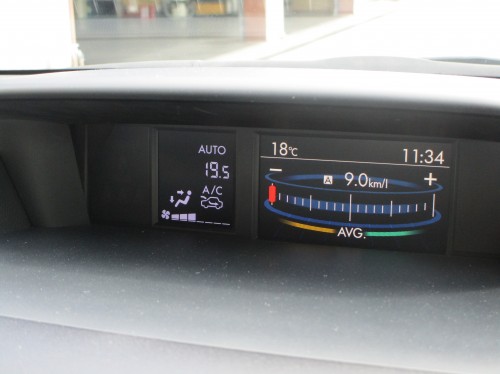 AUTO
19.5
A/C
18°C 11:34
− A 9.0km/l +
AVG.